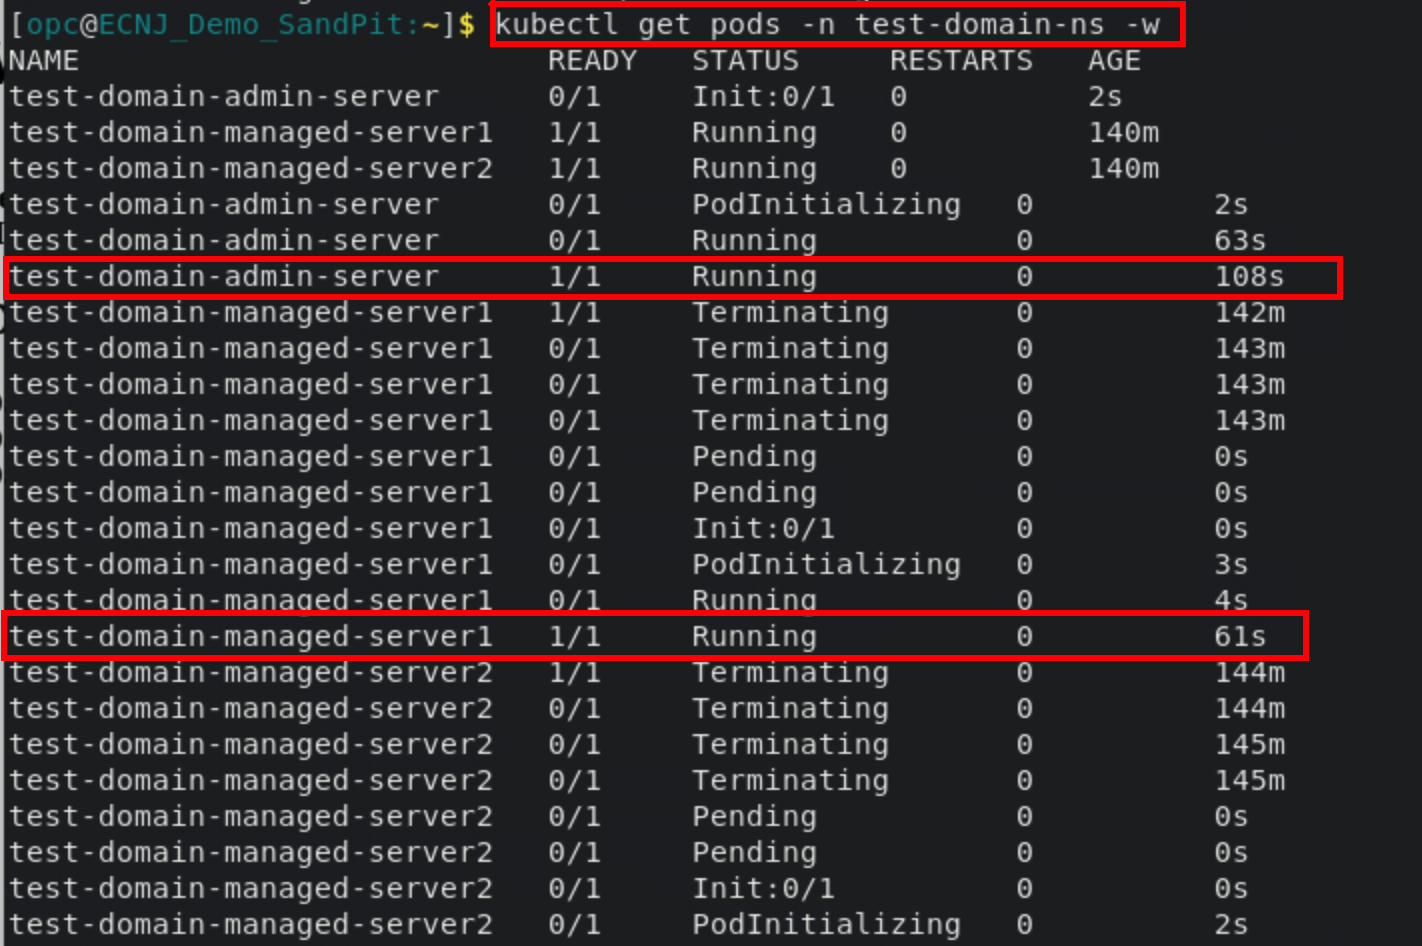 [opc@ECNJ_Demo_SandPit:~]$ kubectl get pods -n test-domain-ns -w
NAME READY STATUS RESTARTS AGE
test-domain-admin-server 0/1 Init:0/1 0 2s
test-domain-managed-server1 1/1 Running 0 140m
test-domain-managed-server2 1/1 Running 0 140m
test-domain-admin-server 0/1 PodInitializing 0 2s
test-domain-admin-server 0/1 Running 0 63s
test-domain-admin-server 1/1 Running 0 108s
test-domain-managed-server1 1/1 Terminating 0 142m
test-domain-managed-server1 0/1 Terminating 0 143m
test-domain-managed-server1 0/1 Terminating 0 143m
test-domain-managed-server1 0/1 Terminating 0 143m
test-domain-managed-server1 0/1 Pending 0 0s
test-domain-managed-server1 0/1 Pending 0 0s
test-domain-managed-server1 0/1 Init:0/1 0 0s
test-domain-managed-server1 0/1 PodInitializing 0 3s
test-domain-managed-server1 0/1 Running 0 4s
test-domain-managed-server1 1/1 Running 0 61s
test-domain-managed-server2 1/1 Terminating 0 144m
test-domain-managed-server2 0/1 Terminating 0 144m
test-domain-managed-server2 0/1 Terminating 0 145m
test-domain-managed-server2 0/1 Terminating 0 145m
test-domain-managed-server2 0/1 Pending 0 0s
test-domain-managed-server2 0/1 Pending 0 0s
test-domain-managed-server2 0/1 Init:0/1 0 0s
test-domain-managed-server2 0/1 PodInitializing 0 2s